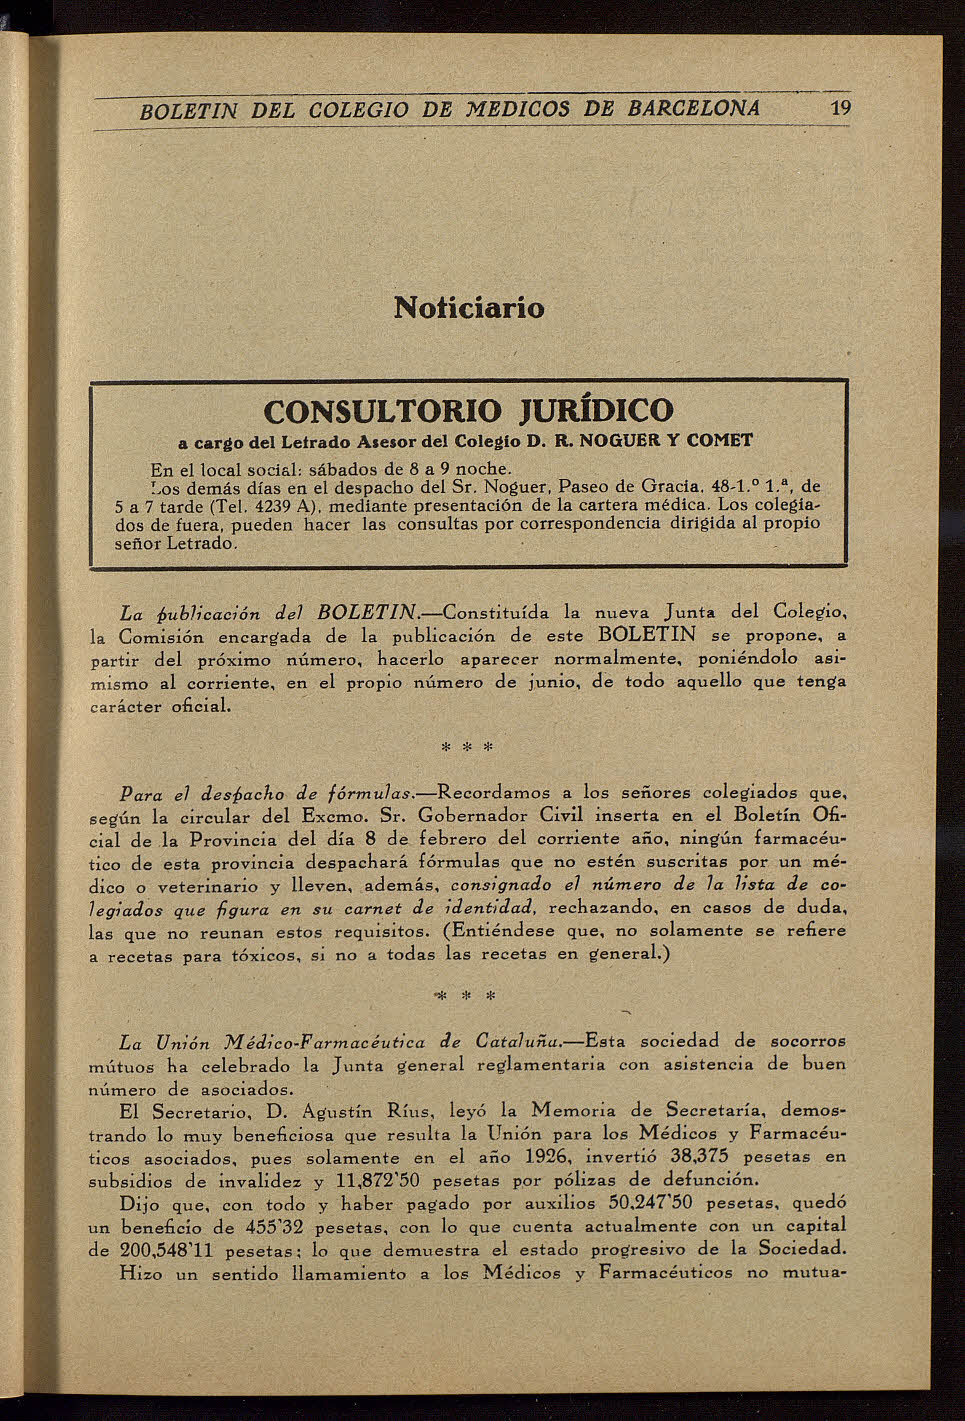 BOLETIN DEL COLEGIO DE MEDICOS DE BARCELONA 19
Noticiario
CONSULTORIO JURÍDICO
a cargo del Letrado Asesor del Colegio D. R. NOGUER Y COMET
En el local social: sábados de 8 a 9 noche.
Los demás días en el despacho del Sr. Noguer, Paseo de Gracia, 48-1.º 1.ª, de
5 a 7 tarde (Tel. 4239 A), mediante presentación de la cartera médica. Los colegia-
dos de fuera, pueden hacer las consultas por correspondencia dirigida al propio
señor Letrado.
La publicación del BOLETIN.—Constituída la nueva Junta del Colegio,
la Comisión encargada de la publicación de este BOLETIN se propone, a
partir del próximo número, hacerlo aparecer normalmente, poniéndolo asi-
mismo al corriente, en el propio número de junio, de todo aquello que tenga
carácter oficial.
* * *
Para el despacho de fórmulas.—Recordamos a los señores colegiados que,
según la circular del Excmo. Sr. Gobernador Civil inserta en el Boletín Ofi-
cial de la Provincia del día 8 de febrero del corriente año, ningún farmacéu-
tico de esta provincia despachará fórmulas que no estén suscritas por un mé-
dico o veterinario y lleven, además, consignado el número de la lista de co-
legiados que figura en su carnet de identidad, rechazando, en casos de duda,
las que no reunan estos requisitos. (Entiéndese que, no solamente se refiere
a recetas para tóxicos, si no a todas las recetas en general.)
* * *
La Unión Médico-Farmacéutica de Cataluña.—Esta sociedad de socorros
mútuos ha celebrado la Junta general reglamentaria con asistencia de buen
número de asociados.
El Secretario, D. Agustín Ríus, leyó la Memoria de Secretaría, demos-
trando lo muy beneficiosa que resulta la Unión para los Médicos y Farmacéu-
ticos asociados, pues solamente en el año 1926, invertió 38,375 pesetas en
subsidios de invalidez y 11,872'50 pesetas por pólizas de defunción.
Dijo que, con todo y haber pagado por auxilios 50,247'50 pesetas, quedó
un beneficio de 455'32 pesetas, con lo que cuenta actualmente con un capital
de 200,548'11 pesetas; lo que demuestra el estado progresivo de la Sociedad.
Hizo un sentido llamamiento a los Médicos y Farmacéuticos no mutua-